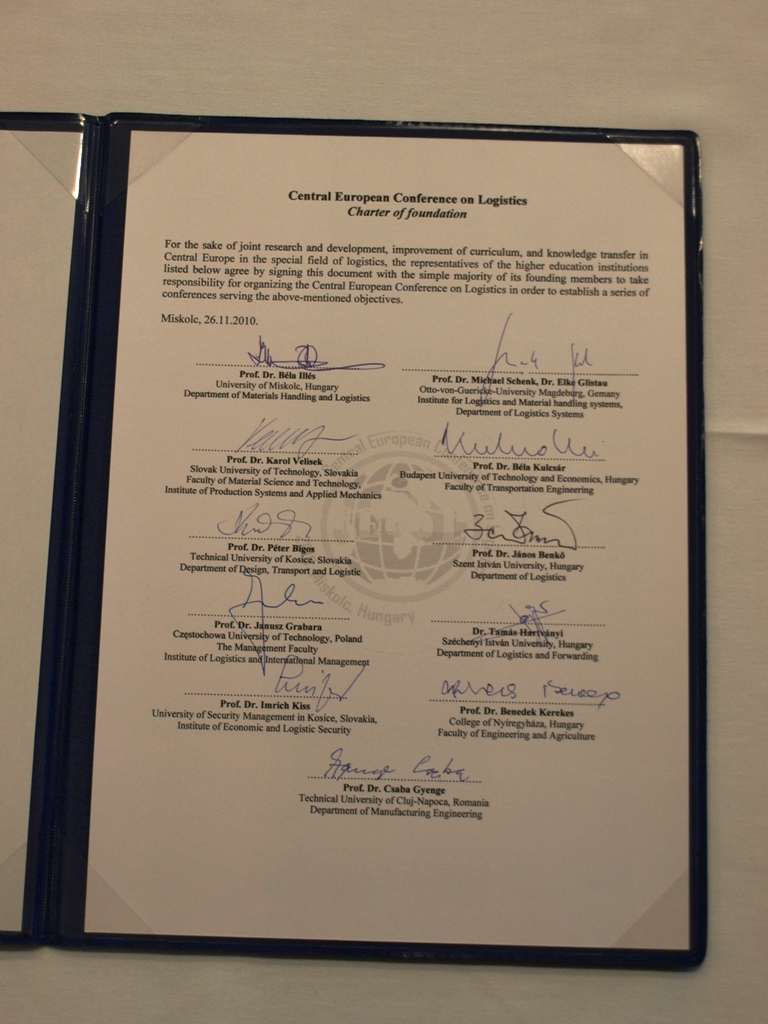 Central European Conference on Logistics
Charter of foundation
For the sake of joint research and development, improvement of curriculum, and knowledge transfer in
Central Europe in the special field of logistics, the representatives of the higher education institutions
listed below agree by signing this document with the simple majority of its founding members to take
responsibility for organizing the Central European Conference on Logistics in order to establish a series of
conferences serving the above-mentioned objectives.
Miskolc, 26.11.2010.
Prof. Dr. Béla Illés
University of Miskolc, Hungary
Department of Materials Handling and Logistics
Prof. Dr. Michael Schenk, Dr. Elke Glistau
Otto-von-Guericke-University Magdeburg, Gemany
Institute for Logistics and Material handling systems,
Department of Logistics Systems
Prof. Dr. Karol Velisek
Slovak University of Technology, Slovakia
Faculty of Material Science and Technology,
Institute of Production Systems and Applied Mechanics
Prof. Dr. Béla Kulcsár
Budapest University of Technology and Economics, Hungary
Faculty of Transportation Engineering
Prof. Dr. Péter Bigos
Technical University of Kosice, Slovakia
Department of Design, Transport and Logistic
Prof. Dr. János Benkő
Szent István University, Hungary
Department of Logistics
Prof. Dr. Janusz Grabara
Częstochowa University of Technology, Poland
The Management Faculty
Institute of Logistics and International Management
Dr. Tamás Hartványi
Széchenyi István University, Hungary
Department of Logistics and Forwarding
Prof. Dr. Imrich Kiss
University of Security Management in Kosice, Slovakia,
Institute of Economic and Logistic Security
Prof. Dr. Benedek Kerekes
College of Nyíregyháza, Hungary
Faculty of Engineering and Agriculture
Prof. Dr. Csaba Gyenge
Technical University of Cluj-Napoca, Romania
Department of Manufacturing Engineering
Central European Conference on
Miskolc, Hungary